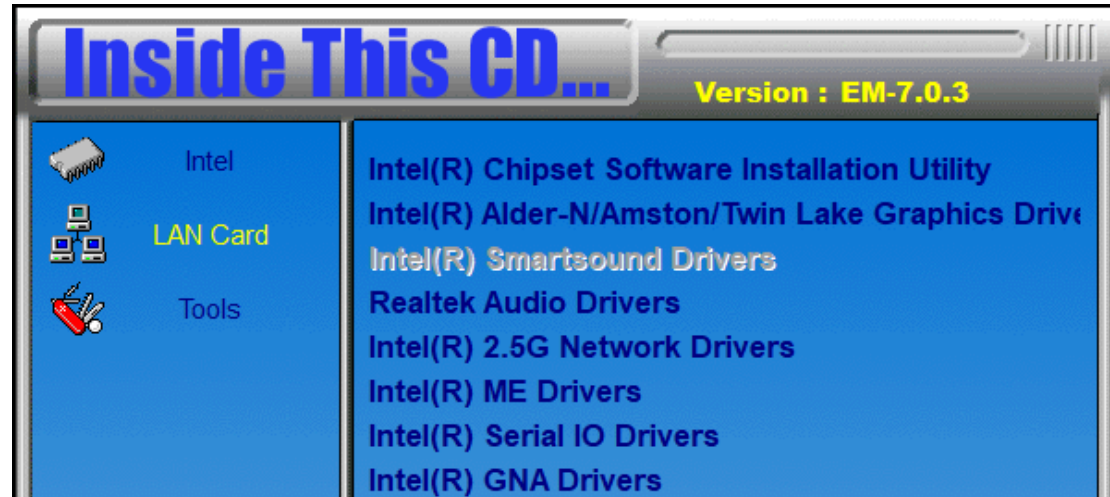 Inside This CD...
Version : EM-7.0.3
Intel
LAN Card
Tools
Intel(R) Chipset Software Installation Utility
Intel(R) Alder-N/Amston/Twin Lake Graphics Drive
Intel(R) Smartsound Drivers
Realtek Audio Drivers
Intel(R) 2.5G Network Drivers
Intel(R) ME Drivers
Intel(R) Serial IO Drivers
Intel(R) GNA Drivers